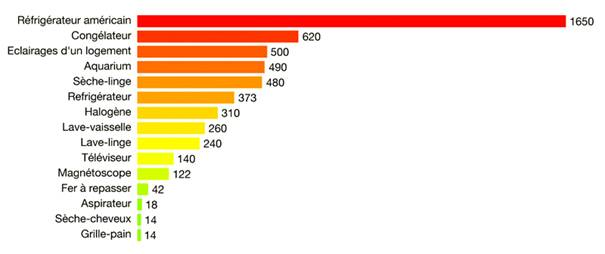 Réfrigérateur américain 1650
Congélateur 620
Eclairages d'un logement 500
Aquarium 490
Sèche-linge 480
Refrigérateur 373
Halogène 310
Lave-vaisselle 260
Lave-linge 240
Téléviseur 140
Magnétoscope 122
Fer à repasser 42
Aspirateur 18
Sèche-cheveux 14
Grille-pain 14